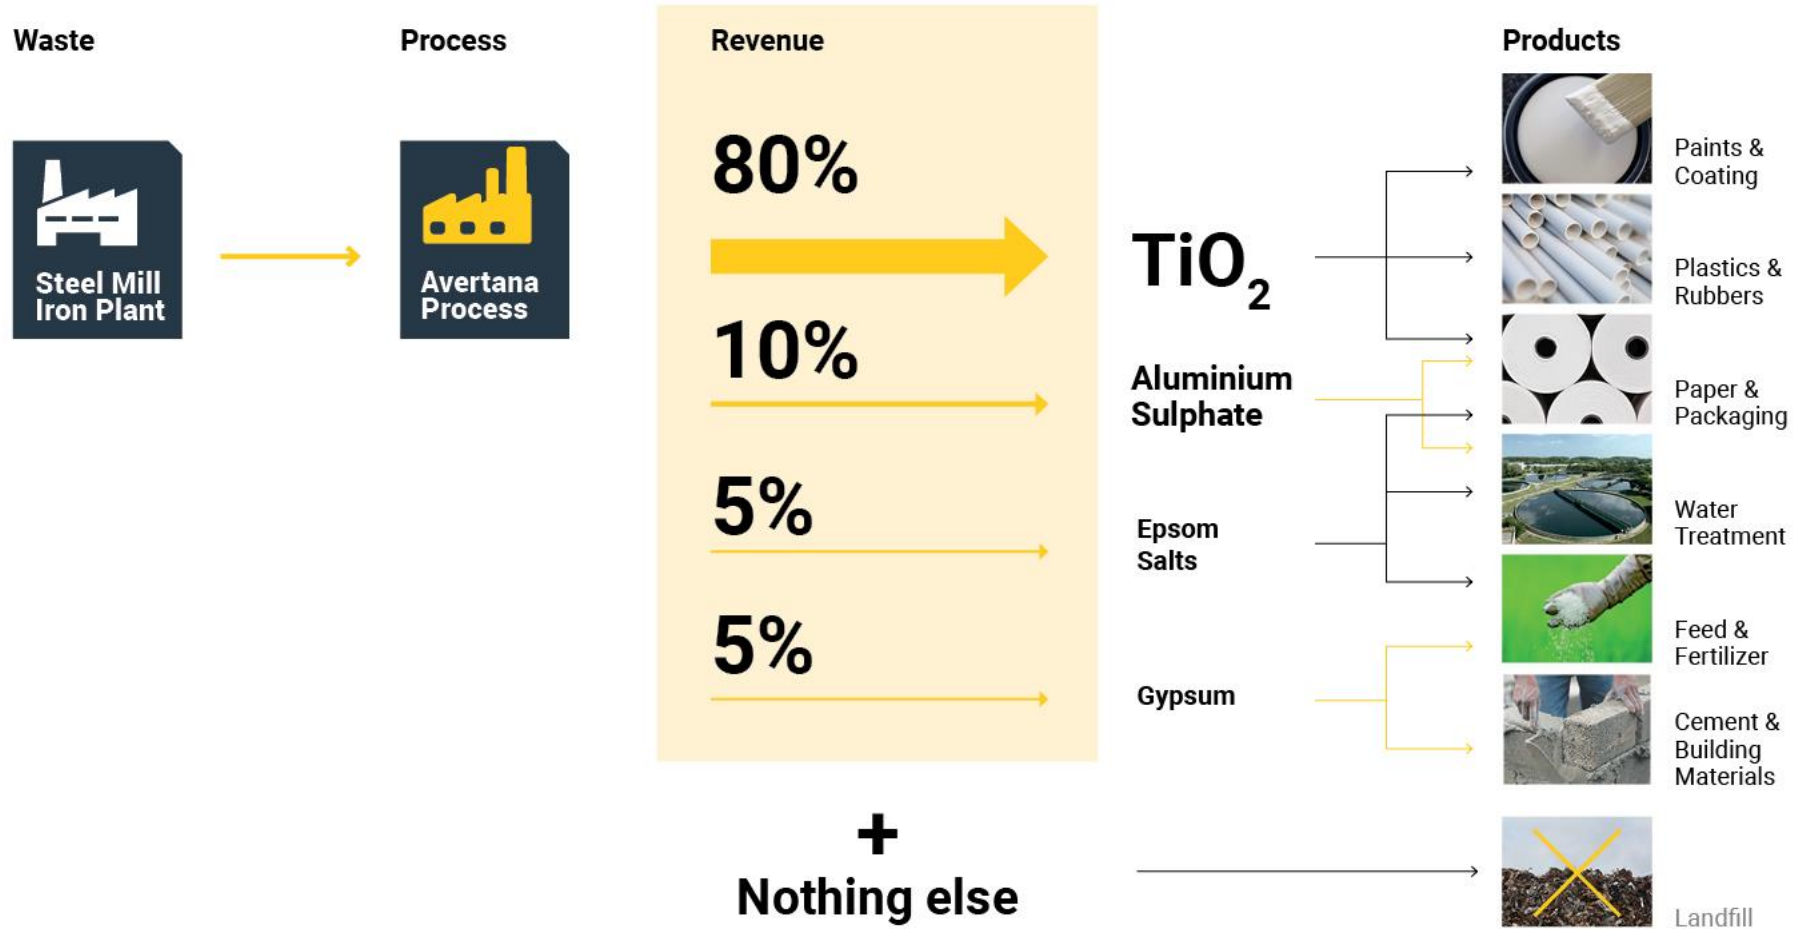 Waste
Process
Revenue
Products
Steel Mill
Iron Plant
Avertana
Process
80%
10%
5%
5%
TiO₂
Aluminium
Sulphate
Epsom
Salts
Gypsum
Paints &
Coating
Plastics &
Rubbers
Paper &
Packaging
Water
Treatment
Feed &
Fertilizer
Cement &
Building
Materials
+
Nothing else
Landfill